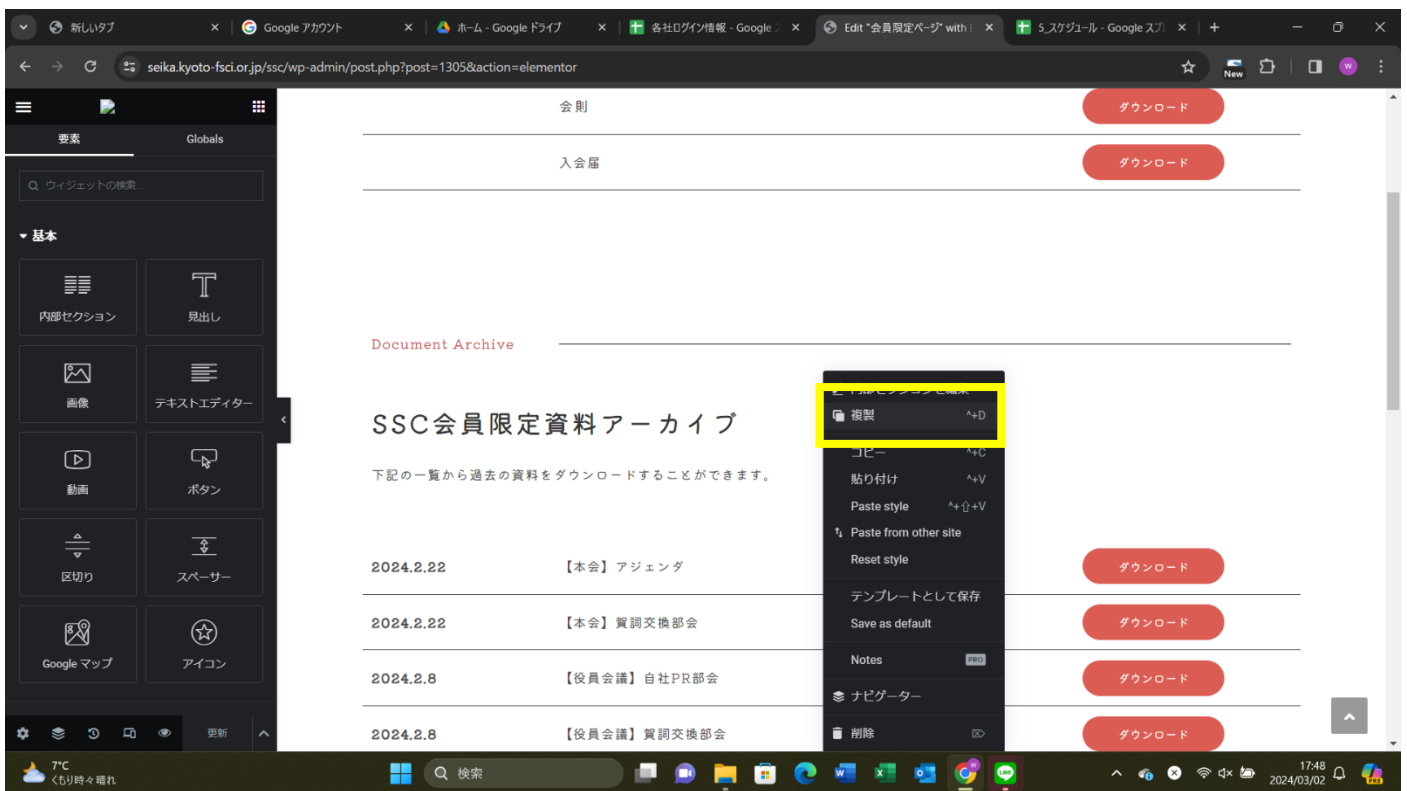 新しいタブ
Google アカウント
ホーム - Google ドライブ
各社ログイン情報 - Google ス
Edit "会員限定ページ" with E
5_スケジュール - Google スプレ
seika.kyoto-fsci.or.jp/ssc/wp-admin/post.php?post=1305&action=elementor
New
W
要素
Globals
ウィジェットの検索...
基本
内部セクション
見出し
画像
テキストエディター
動画
ボタン
区切り
スペーサー
Google マップ
アイコン
更新
会則
ダウンロード
入会届
ダウンロード
Document Archive
SSC会員限定資料アーカイブ
下記の一覧から過去の資料をダウンロードすることができます。
2024.2.22
【本会】アジェンダ
ダウンロード
2024.2.22
【本会】賀詞交換部会
ダウンロード
2024.2.8
【役員会議】自社PR部会
ダウンロード
2024.2.8
【役員会議】賀詞交換部会
ダウンロード
内部セクションを編集
複製 ^+D
コピー ^+C
貼り付け ^+V
Paste style ^+⇧+V
Paste from other site
Reset style
テンプレートとして保存
Save as default
Notes PRO
ナビゲーター
削除
7°C
くもり時々晴れ
検索
17:48
2024/03/02